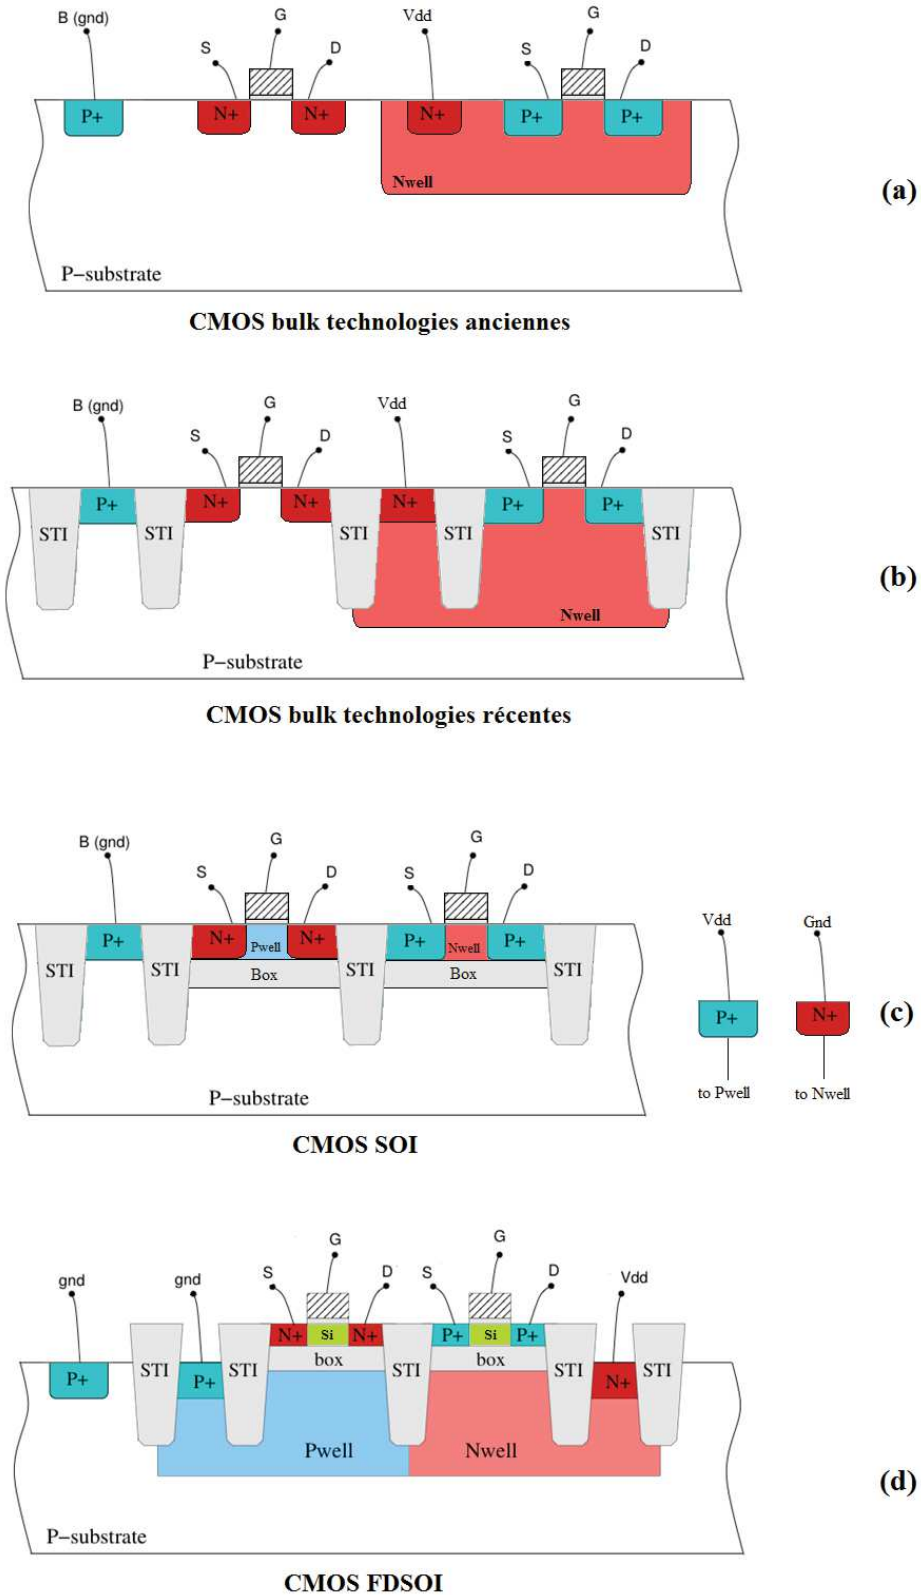 B (gnd)
S
G
D
Vdd
S
G
D
P+
N+
N+
N+
P+
P+
Nwell
(a)
P−substrate
CMOS bulk technologies anciennes
B (gnd)
S
G
D
Vdd
S
G
D
STI
P+
STI
N+
N+
STI
N+
STI
P+
P+
STI
Nwell
(b)
P−substrate
CMOS bulk technologies récentes
B (gnd)
S
G
D
S
G
D
Vdd
Gnd
STI
P+
STI
N+
Pwell
N+
STI
P+
Nwell
P+
STI
Box
Box
P+
N+
(c)
to Pwell
to Nwell
P−substrate
CMOS SOI
gnd
gnd
S
G
D
S
G
D
Vdd
P+
STI
P+
STI
N+
Si
N+
STI
P+
Si
P+
STI
N+
STI
box
box
Pwell
Nwell
(d)
P−substrate
CMOS FDSOI